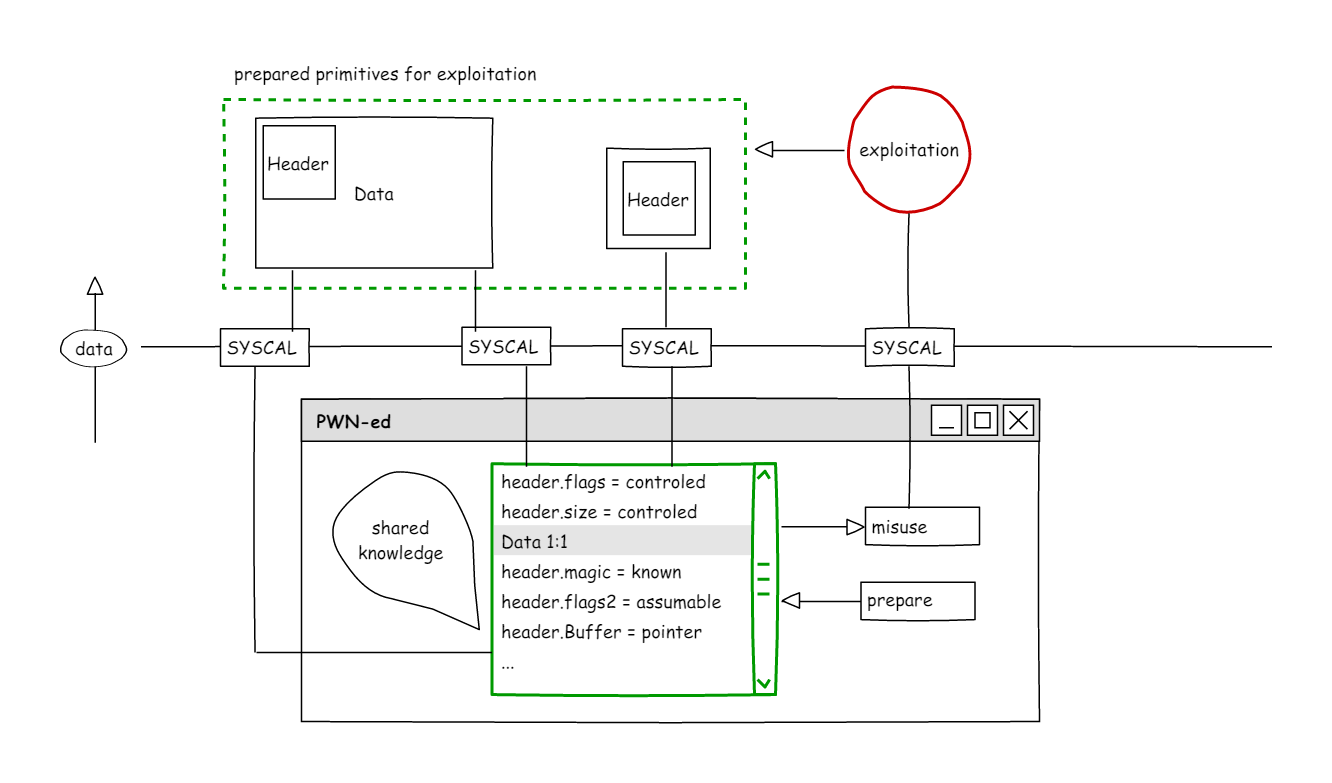 prepared primitives for exploitation
Header
Data
Header
exploitation
data
SYSCAL
SYSCAL
SYSCAL
SYSCAL
PWN-ed
shared
knowledge
header.flags = controled
header.size = controled
Data 1:1
header.magic = known
header.flags2 = assumable
header.Buffer = pointer
...
misuse
prepare